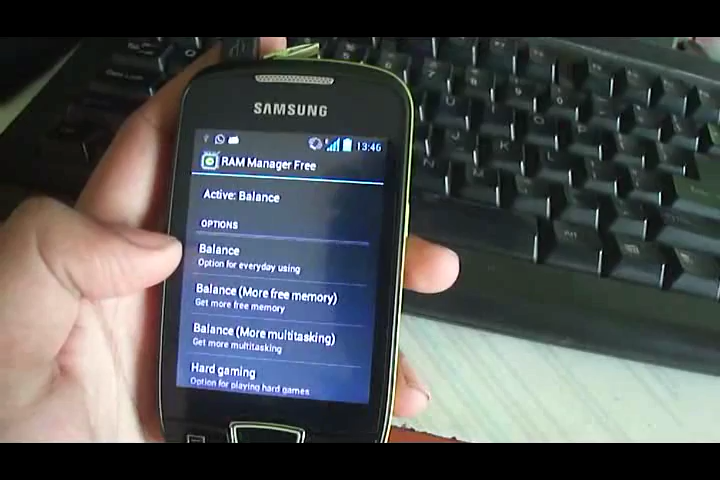 SAMSUNG
13:46
RAM Manager Free
Active: Balance
OPTIONS
Balance
Option for everyday using
Balance (More free memory)
Get more free memory
Balance (More multitasking)
Get more multitasking
Hard gaming
Option for playing hard games